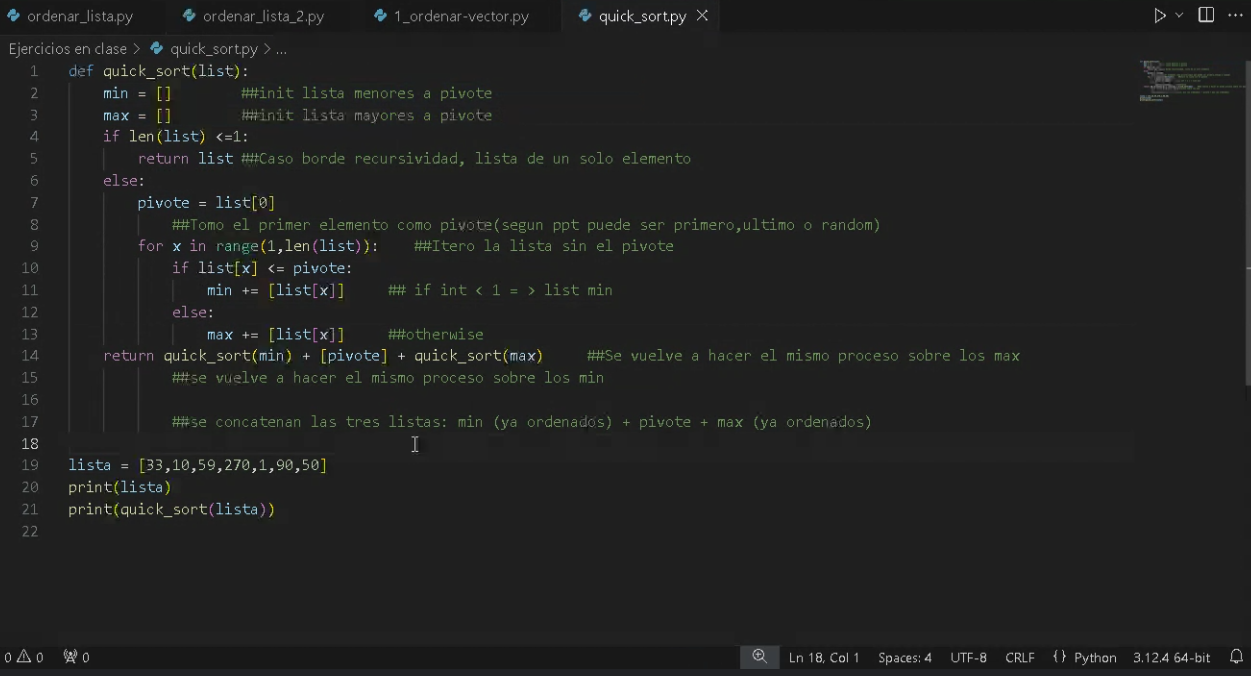 ordenar_lista.py ordenar_lista_2.py 1_ordenar-vector.py quick_sort.py
Ejercicios en clase > quick_sort.py > ...
1 def quick_sort(list):
2 min = [] ##init lista menores a pivote
3 max = [] ##init lista mayores a pivote
4 if len(list) <=1:
5 return list ##Caso borde recursividad, lista de un solo elemento
6 else:
7 pivote = list[0]
8 ##Tomo el primer elemento como pivote(segun ppt puede ser primero,ultimo o random)
9 for x in range(1,len(list)): ##Itero la lista sin el pivote
10 if list[x] <= pivote:
11 min += [list[x]] ## if int < 1 = > list min
12 else:
13 max += [list[x]] ##otherwise
14 return quick_sort(min) + [pivote] + quick_sort(max) ##Se vuelve a hacer el mismo proceso sobre los max
15 ##se vuelve a hacer el mismo proceso sobre los min
16
17 ##se concatenan las tres listas: min (ya ordenados) + pivote + max (ya ordenados)
18
19 lista = [33,10,59,270,1,90,50]
20 print(lista)
21 print(quick_sort(lista))
22
0 0 0 Ln 18, Col 1 Spaces: 4 UTF-8 CRLF {} Python 3.12.4 64-bit